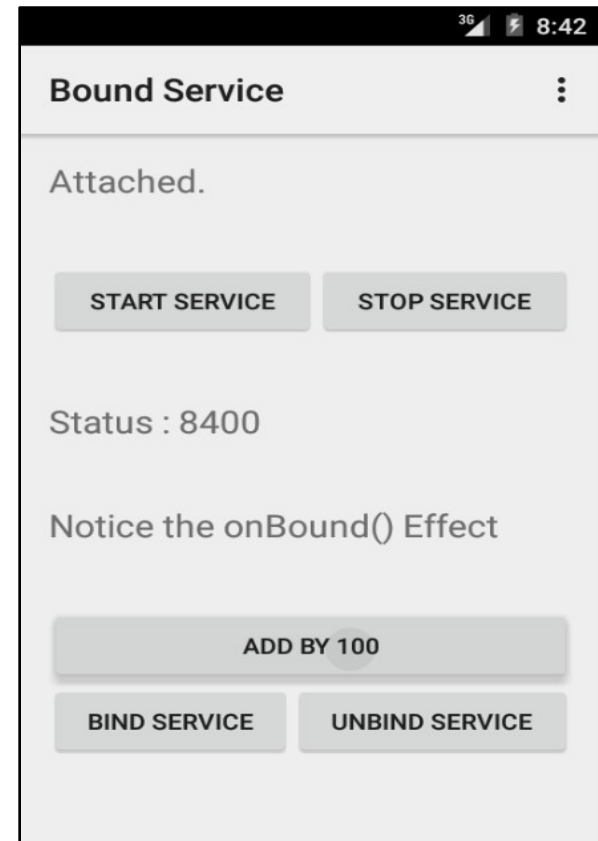 3G 8:42
Bound Service
Attached.
START SERVICE STOP SERVICE
Status : 8400
Notice the onBound() Effect
ADD BY 100
BIND SERVICE UNBIND SERVICE